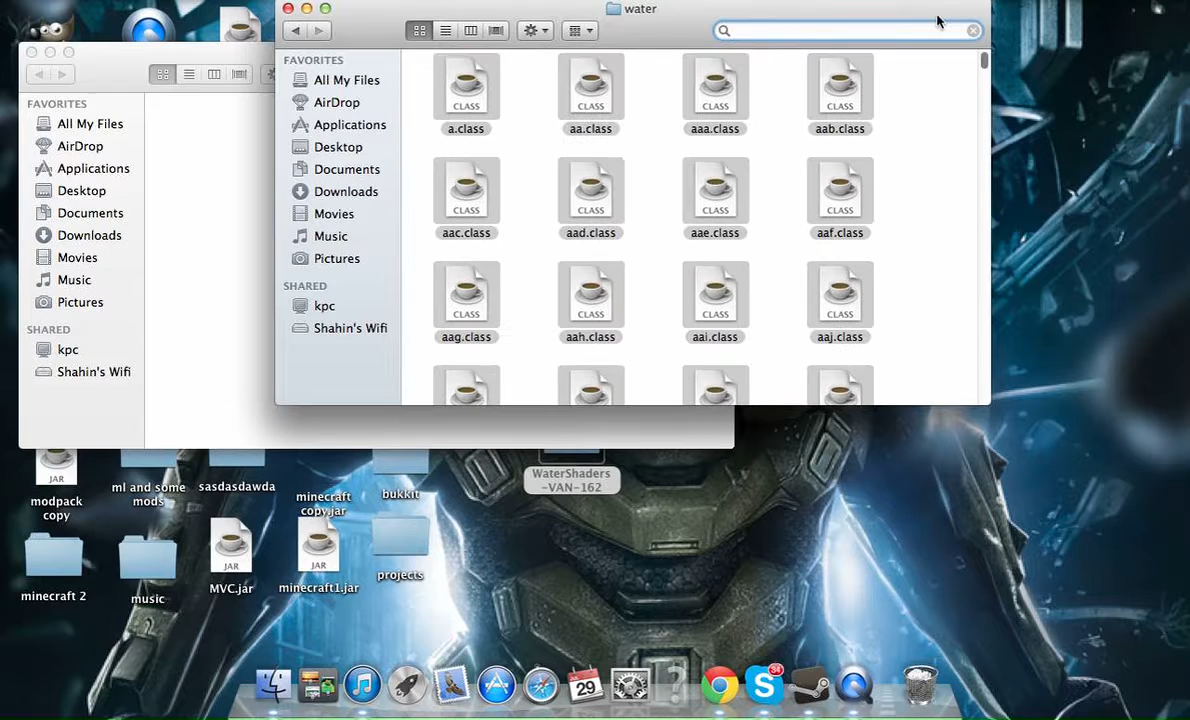 water
FAVORITES
All My Files
AirDrop
Applications
Desktop
Documents
Downloads
Movies
Music
Pictures
SHARED
kpc
Shahin's Wifi
CLASS
a.class
CLASS
aa.class
CLASS
aaa.class
CLASS
aab.class
CLASS
aac.class
CLASS
aad.class
CLASS
aae.class
CLASS
aaf.class
CLASS
aag.class
CLASS
aah.class
CLASS
aai.class
CLASS
aaj.class
FAVORITES
All My Files
AirDrop
Applications
Desktop
Documents
Downloads
Movies
Music
Pictures
SHARED
kpc
Shahin's Wifi
JAR
modpack
copy
ml and some
mods
sasdasdawda
minecraft
copy.jar
bukkit
WaterShaders
-VAN-162
minecraft 2
music
JAR
MVC.jar
JAR
minecraft1.jar
projects
29
34